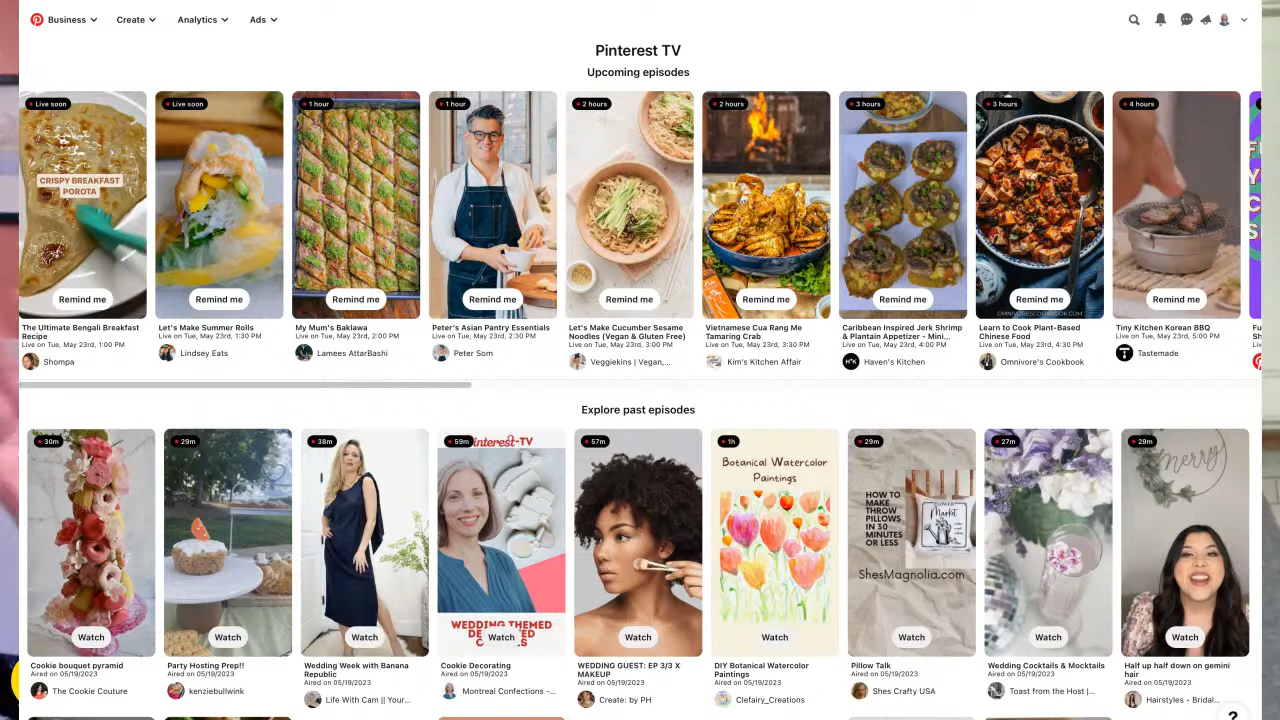 Business
Create
Analytics
Ads
Pinterest TV
Upcoming episodes
Live soon
CRISPY BREAKFAST
POROTA
Remind me
The Ultimate Bengali Breakfast
Recipe
Live on Tue, May 23rd, 1:00 PM
Shompa
Live soon
Remind me
Let's Make Summer Rolls
Live on Tue, May 23rd, 1:30 PM
Lindsey Eats
1 hour
Remind me
My Mum's Baklawa
Live on Tue, May 23rd, 2:00 PM
Lamees AttarBashi
1 hour
Remind me
Peter's Asian Pantry Essentials
Live on Tue, May 23rd, 2:30 PM
Peter Som
2 hours
Remind me
Let's Make Cucumber Sesame
Noodles (Vegan & Gluten Free)
Live on Tue, May 23rd, 3:00 PM
Veggiekins | Vegan,...
2 hours
Remind me
Vietnamese Cua Rang Me
Tamaring Crab
Live on Tue, May 23rd, 3:30 PM
Kim's Kitchen Affair
3 hours
Remind me
Caribbean Inspired Jerk Shrimp
& Plantain Appetizer - Mini...
Live on Tue, May 23rd, 4:00 PM
Haven's Kitchen
3 hours
OMNIVORESCOOKBOOK.COM
Remind me
Learn to Cook Plant-Based
Chinese Food
Live on Tue, May 23rd, 4:30 PM
Omnivore's Cookbook
4 hours
Remind me
Tiny Kitchen Korean BBQ
Live on Tue, May 23rd, 5:00 PM
Tastemade
Explore past episodes
30m
Watch
Cookie bouquet pyramid
Aired on 05/19/2023
The Cookie Couture
29m
Watch
Party Hosting Prep!!
Aired on 05/19/2023
kenziebullwink
38m
Watch
Wedding Week with Banana
Republic
Aired on 05/19/2023
Life With Cam || Your...
59m
Pinterest TV
WEDDING THEMED
COOKIES
Watch
Cookie Decorating
Aired on 05/19/2023
Montreal Confections -...
57m
Watch
WEDDING GUEST: EP 3/3 X
MAKEUP
Aired on 05/19/2023
Create: by PH
1h
Botanical Watercolor
Paintings
Watch
DIY Botanical Watercolor
Paintings
Aired on 05/19/2023
Clefairy_Creations
29m
HOW TO
MAKE
THROW
PILLOWS
IN 30
MINUTES
OR LESS
FLOWER
Market
ShesMagnolia.com
Watch
Pillow Talk
Aired on 05/19/2023
Shes Crafty USA
27m
Watch
Wedding Cocktails & Mocktails
Aired on 05/19/2023
Toast from the Host |...
29m
merry
Watch
Half up half down on gemini
hair
Aired on 05/19/2023
Hairstyles • Bridal...
?